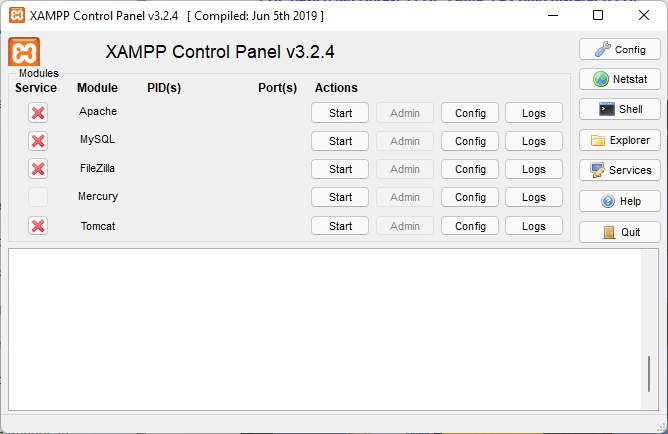 XAMPP Control Panel v3.2.4 [ Compiled: Jun 5th 2019 ]
XAMPP Control Panel v3.2.4
Config
Modules
Service Module PID(s) Port(s) Actions
Netstat
Apache Start Admin Config Logs
Shell
MySQL Start Admin Config Logs
Explorer
FileZilla Start Admin Config Logs
Services
Mercury Start Admin Config Logs
Help
Tomcat Start Admin Config Logs
Quit